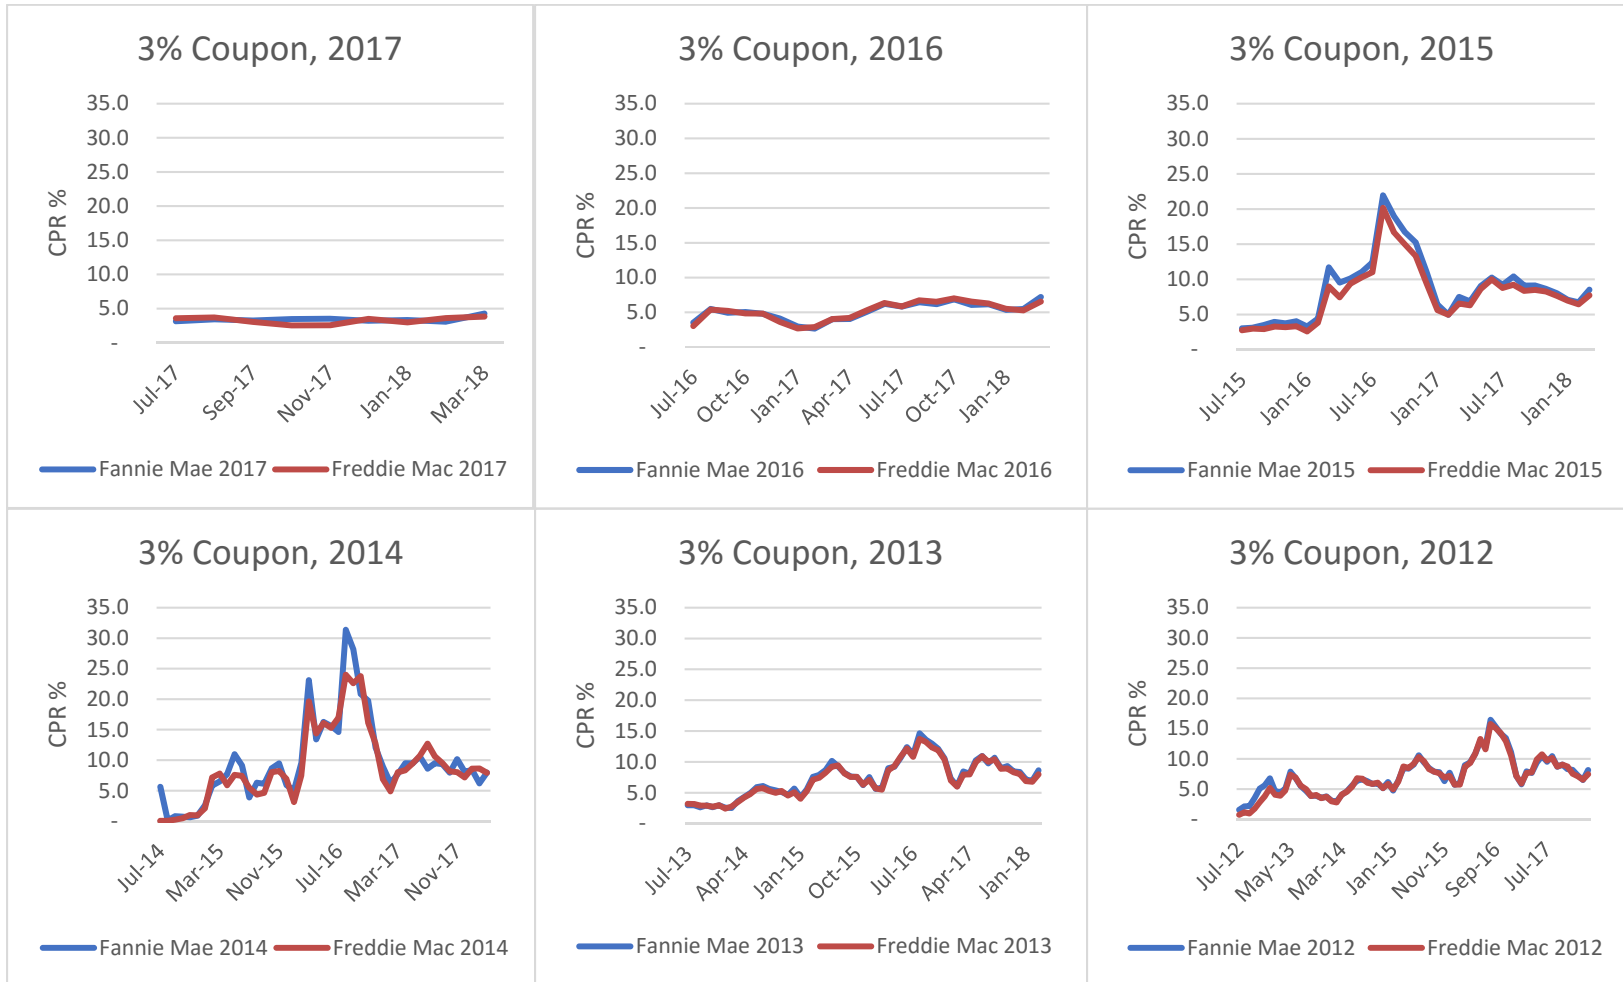 3% Coupon, 2017
35.0
30.0
25.0
20.0
15.0
10.0
5.0
-
CPR %
Jul-17
Sep-17
Nov-17
Jan-18
Mar-18
Fannie Mae 2017 Freddie Mac 2017
3% Coupon, 2016
35.0
30.0
25.0
20.0
15.0
10.0
5.0
-
CPR %
Jul-16
Oct-16
Jan-17
Apr-17
Jul-17
Oct-17
Jan-18
Fannie Mae 2016 Freddie Mac 2016
3% Coupon, 2015
35.0
30.0
25.0
20.0
15.0
10.0
5.0
-
CPR %
Jul-15
Jan-16
Jul-16
Jan-17
Jul-17
Jan-18
Fannie Mae 2015 Freddie Mac 2015
3% Coupon, 2014
35.0
30.0
25.0
20.0
15.0
10.0
5.0
-
CPR %
Jul-14
Mar-15
Nov-15
Jul-16
Mar-17
Nov-17
Fannie Mae 2014 Freddie Mac 2014
3% Coupon, 2013
35.0
30.0
25.0
20.0
15.0
10.0
5.0
-
CPR %
Jul-13
Apr-14
Jan-15
Oct-15
Jul-16
Apr-17
Jan-18
Fannie Mae 2013 Freddie Mac 2013
3% Coupon, 2012
35.0
30.0
25.0
20.0
15.0
10.0
5.0
-
CPR %
Jul-12
May-13
Mar-14
Jan-15
Nov-15
Sep-16
Jul-17
Fannie Mae 2012 Freddie Mac 2012